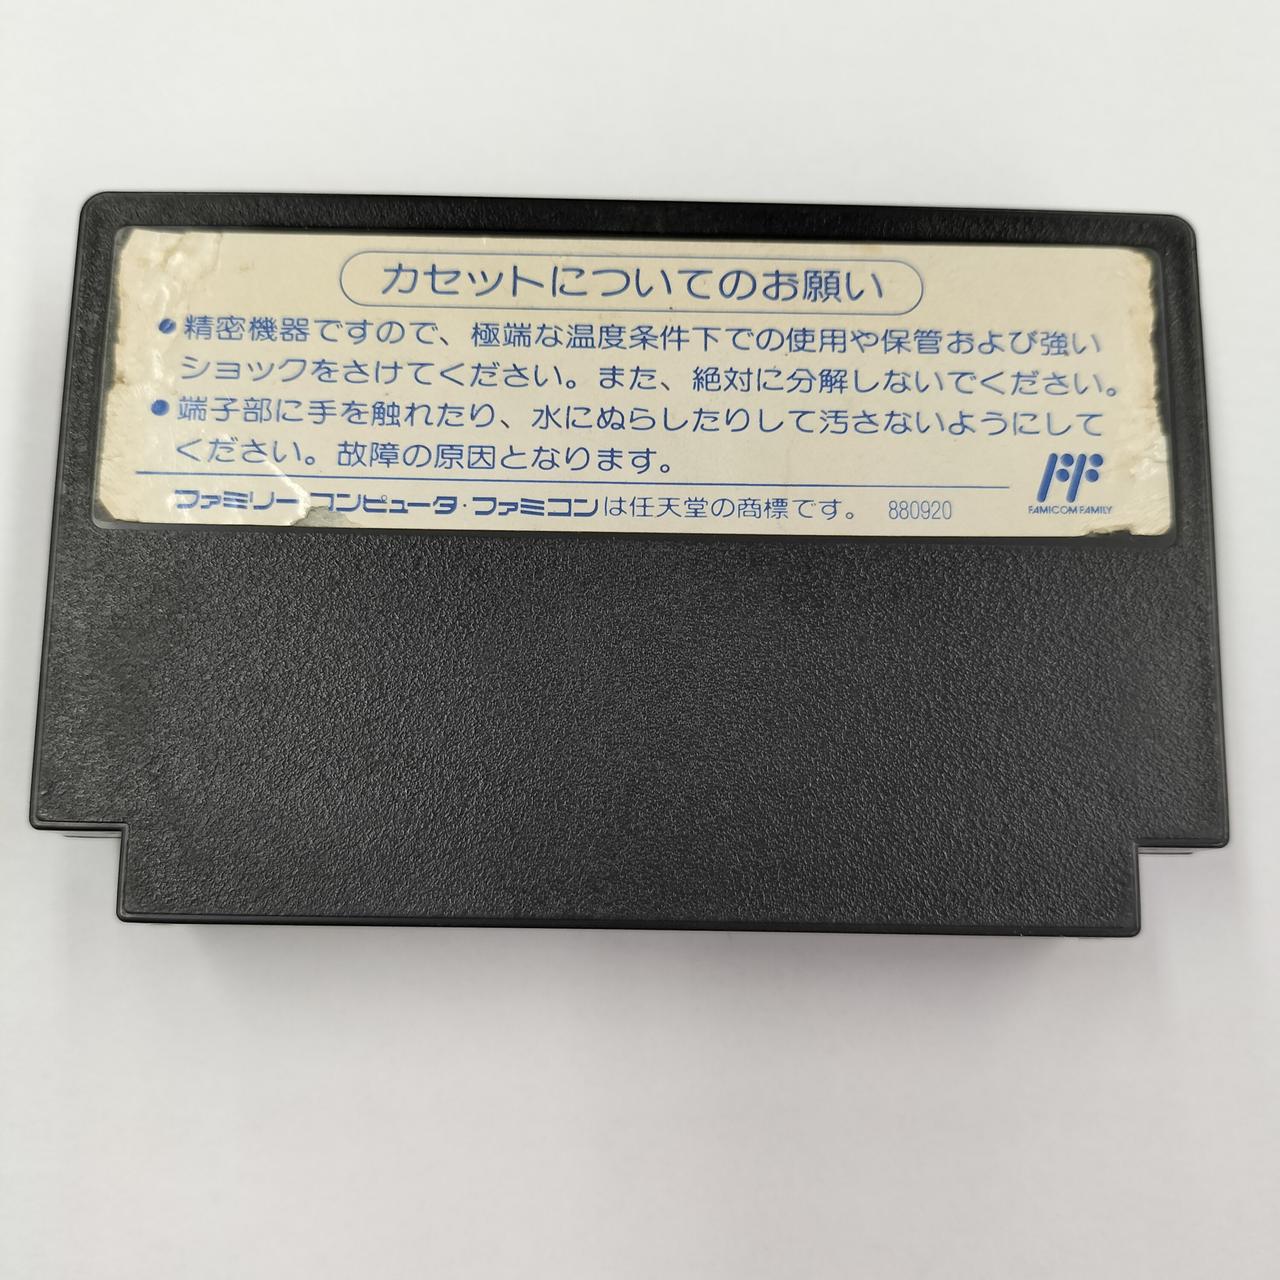 カセットについてのお願い
●精密機器ですので、極端な温度条件下での使用や保管および強い
ショックをさけてください。また、絶対に分解しないでください。
●端子部に手を触れたり、水にぬらしたりして汚さないようにして
ください。故障の原因となります。
ファミリーコンピュータ・ファミコンは任天堂の商標です。 880920
FF
FAMICOM FAMILY